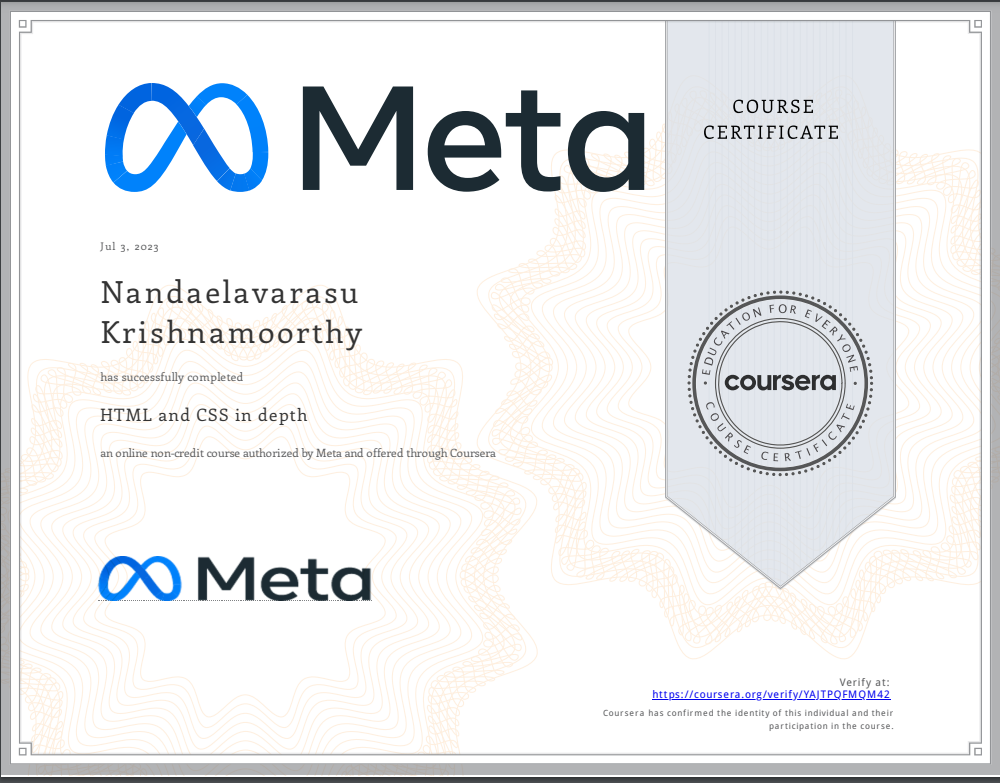 Meta
COURSE
CERTIFICATE
Jul 3, 2023
Nandaelavarasu
Krishnamoorthy
has successfully completed
HTML and CSS in depth
an online non-credit course authorized by Meta and offered through Coursera
EDUCATION FOR EVERYONE
coursera
COURSE CERTIFICATE
Meta
Verify at:
https://coursera.org/verify/YAJTPQFMQM42
Coursera has confirmed the identity of this individual and their
participation in the course.